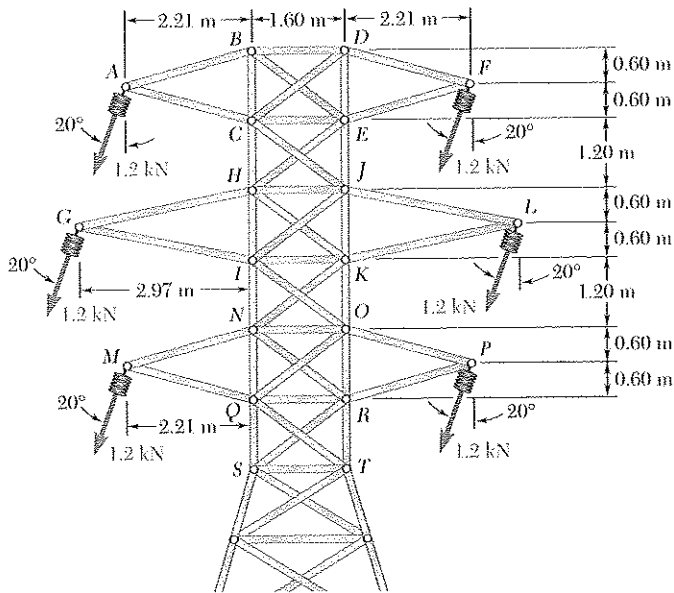 2.21 m 1.60 m 2.21 m
B D
A F
0.60 m
0.60 m
20° C E 20°
1.2 kN 1.2 kN
1.20 m
H J
G L
0.60 m
0.60 m
20° I K 20°
2.97 m
1.2 kN 1.2 kN
1.20 m
N O
M P
0.60 m
0.60 m
20° Q R 20°
2.21 m
1.2 kN 1.2 kN
S T